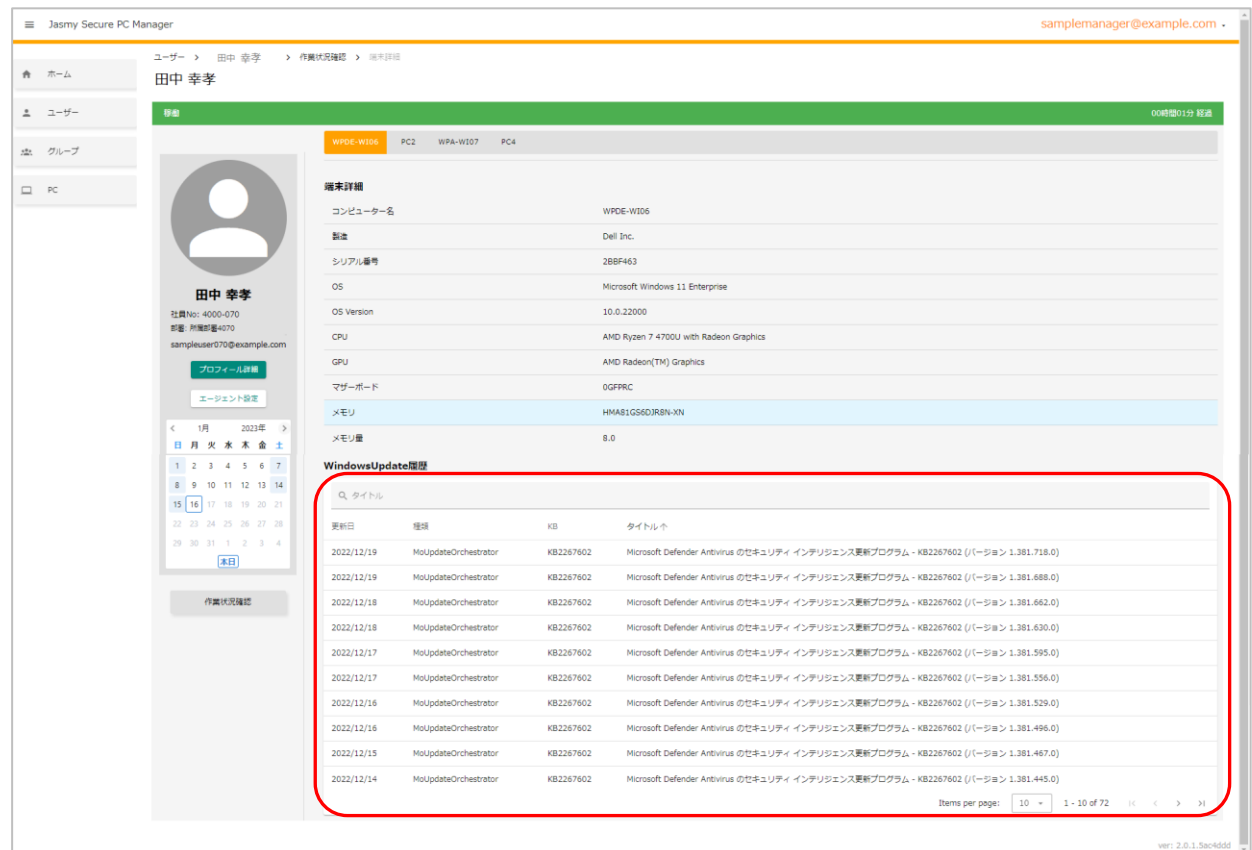 Jasmy Secure PC Manager
samplemanager@example.com
ユーザー > 田中 幸孝 > 作業状況確認 > 端末詳細
田中 幸孝
ホーム
ユーザー
グループ
PC
稼働 00時間01分 経過
田中 幸孝
社員No: 4000-070
部署: 所属部署4070
sampleuser070@example.com
プロフィール詳細
エージェント設定
< 1月 2023年 >
日 月 火 水 木 金 土
1 2 3 4 5 6 7
8 9 10 11 12 13 14
15 16 17 18 19 20 21
22 23 24 25 26 27 28
29 30 31 1 2 3 4
本日
作業状況確認
WPDE-WI06 PC2 WPA-WI07 PC4
端末詳細
コンピューター名 WPDE-WI06
製造 Dell Inc.
シリアル番号 2BBF463
OS Microsoft Windows 11 Enterprise
OS Version 10.0.22000
CPU AMD Ryzen 7 4700U with Radeon Graphics
GPU AMD Radeon(TM) Graphics
マザーボード 0GFPRC
メモリ HMA81GS6DJR8N-XN
メモリ量 8.0
WindowsUpdate履歴
タイトル
更新日 種類 KB タイトル ↑
2022/12/19 MoUpdateOrchestrator KB2267602 Microsoft Defender Antivirus のセキュリティ インテリジェンス更新プログラム - KB2267602 (バージョン 1.381.718.0)
2022/12/19 MoUpdateOrchestrator KB2267602 Microsoft Defender Antivirus のセキュリティ インテリジェンス更新プログラム - KB2267602 (バージョン 1.381.688.0)
2022/12/18 MoUpdateOrchestrator KB2267602 Microsoft Defender Antivirus のセキュリティ インテリジェンス更新プログラム - KB2267602 (バージョン 1.381.662.0)
2022/12/18 MoUpdateOrchestrator KB2267602 Microsoft Defender Antivirus のセキュリティ インテリジェンス更新プログラム - KB2267602 (バージョン 1.381.630.0)
2022/12/17 MoUpdateOrchestrator KB2267602 Microsoft Defender Antivirus のセキュリティ インテリジェンス更新プログラム - KB2267602 (バージョン 1.381.595.0)
2022/12/17 MoUpdateOrchestrator KB2267602 Microsoft Defender Antivirus のセキュリティ インテリジェンス更新プログラム - KB2267602 (バージョン 1.381.556.0)
2022/12/16 MoUpdateOrchestrator KB2267602 Microsoft Defender Antivirus のセキュリティ インテリジェンス更新プログラム - KB2267602 (バージョン 1.381.529.0)
2022/12/16 MoUpdateOrchestrator KB2267602 Microsoft Defender Antivirus のセキュリティ インテリジェンス更新プログラム - KB2267602 (バージョン 1.381.496.0)
2022/12/15 MoUpdateOrchestrator KB2267602 Microsoft Defender Antivirus のセキュリティ インテリジェンス更新プログラム - KB2267602 (バージョン 1.381.467.0)
2022/12/14 MoUpdateOrchestrator KB2267602 Microsoft Defender Antivirus のセキュリティ インテリジェンス更新プログラム - KB2267602 (バージョン 1.381.445.0)
Items per page: 10 1 - 10 of 72
ver: 2.0.1.5ac4ddd